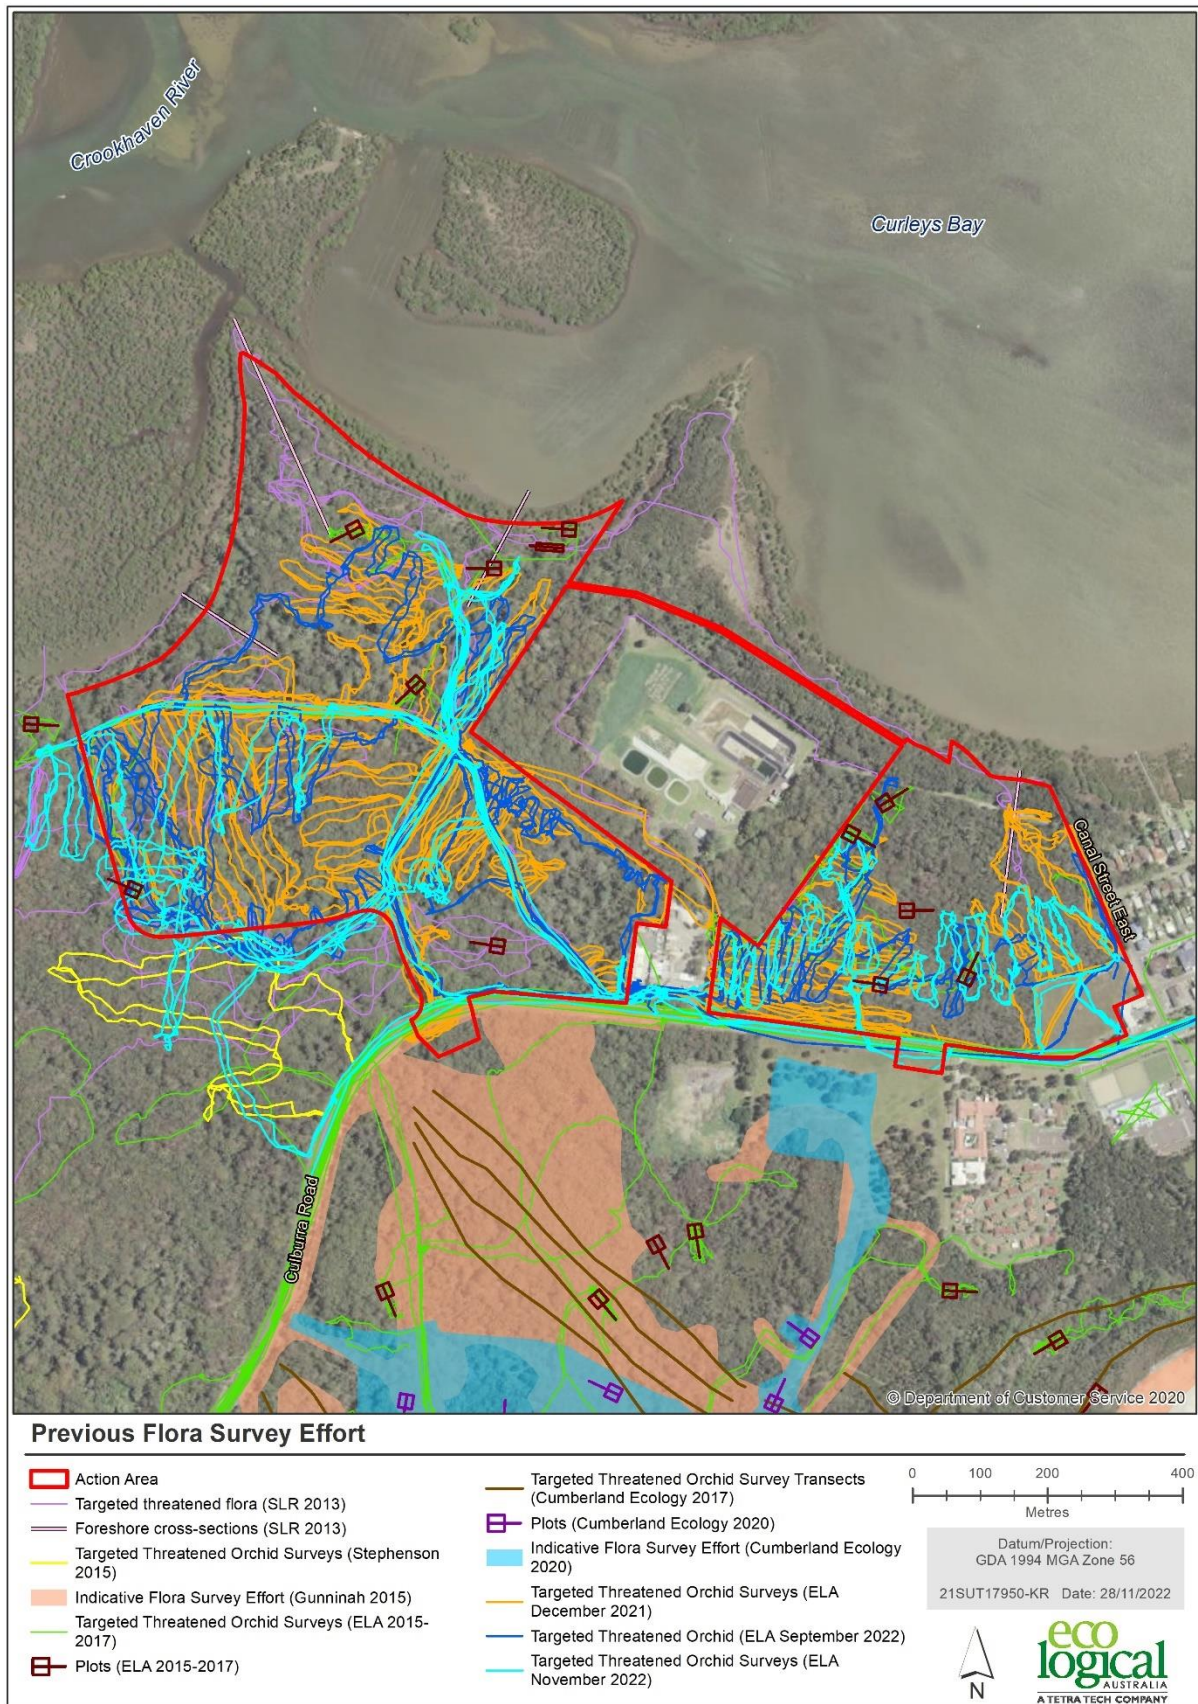 Crookhaven River
Curleys Bay
Canal Street East
Culburra Road
© Department of Customer Service 2020
Previous Flora Survey Effort
Action Area
Targeted threatened flora (SLR 2013)
Foreshore cross-sections (SLR 2013)
Targeted Threatened Orchid Surveys (Stephenson
2015)
Indicative Flora Survey Effort (Gunninah 2015)
Targeted Threatened Orchid Surveys (ELA 2015-
2017)
Plots (ELA 2015-2017)
Targeted Threatened Orchid Survey Transects
(Cumberland Ecology 2017)
Plots (Cumberland Ecology 2020)
Indicative Flora Survey Effort (Cumberland Ecology
2020)
Targeted Threatened Orchid Surveys (ELA
December 2021)
Targeted Threatened Orchid (ELA September 2022)
Targeted Threatened Orchid Surveys (ELA
November 2022)
0 100 200 400
Metres
Datum/Projection:
GDA 1994 MGA Zone 56
21SUT17950-KR Date: 28/11/2022
N
eco
logical
AUSTRALIA
A TETRA TECH COMPANY